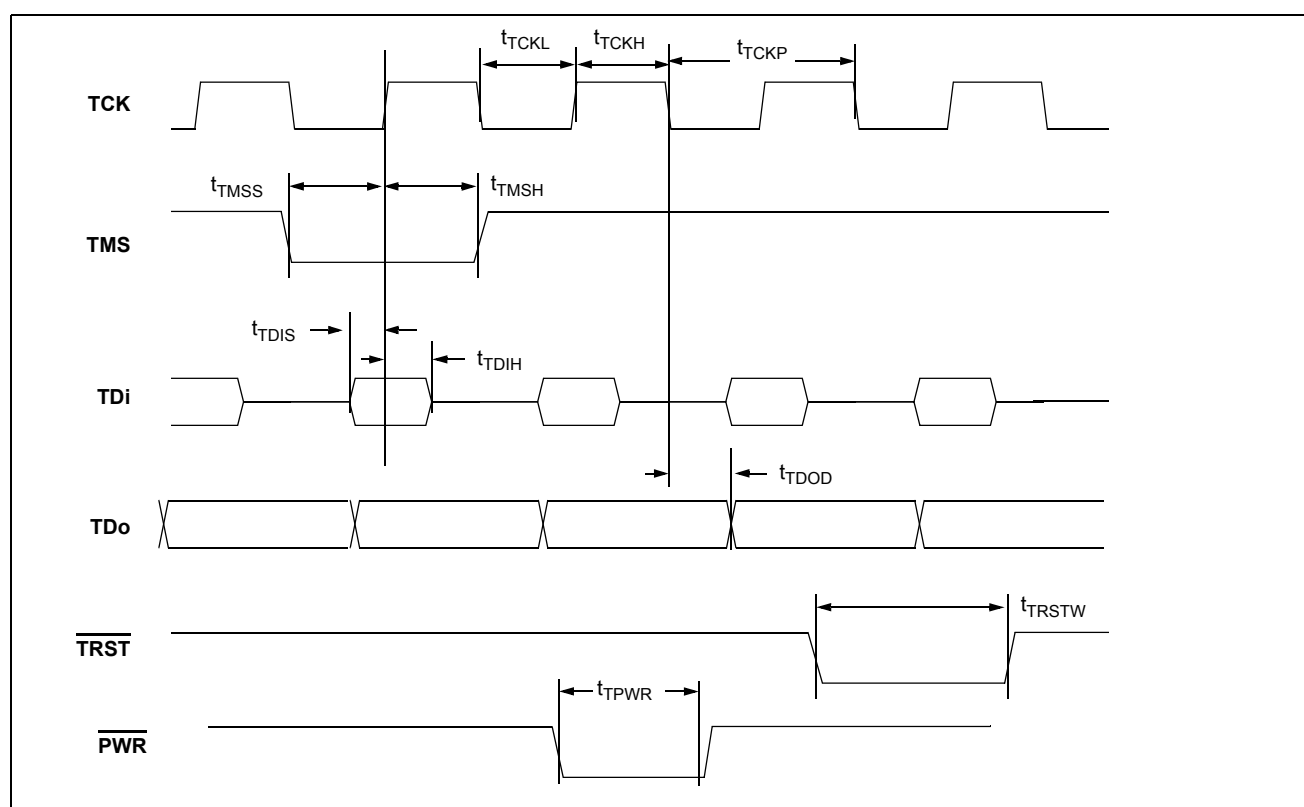 tTCKL
tTCKH
tTCKP
TCK
tTMSS
tTMSH
TMS
tTDIS
tTDIH
TDi
tTDOD
TDo
tTRSTW
TRST
tTPWR
PWR